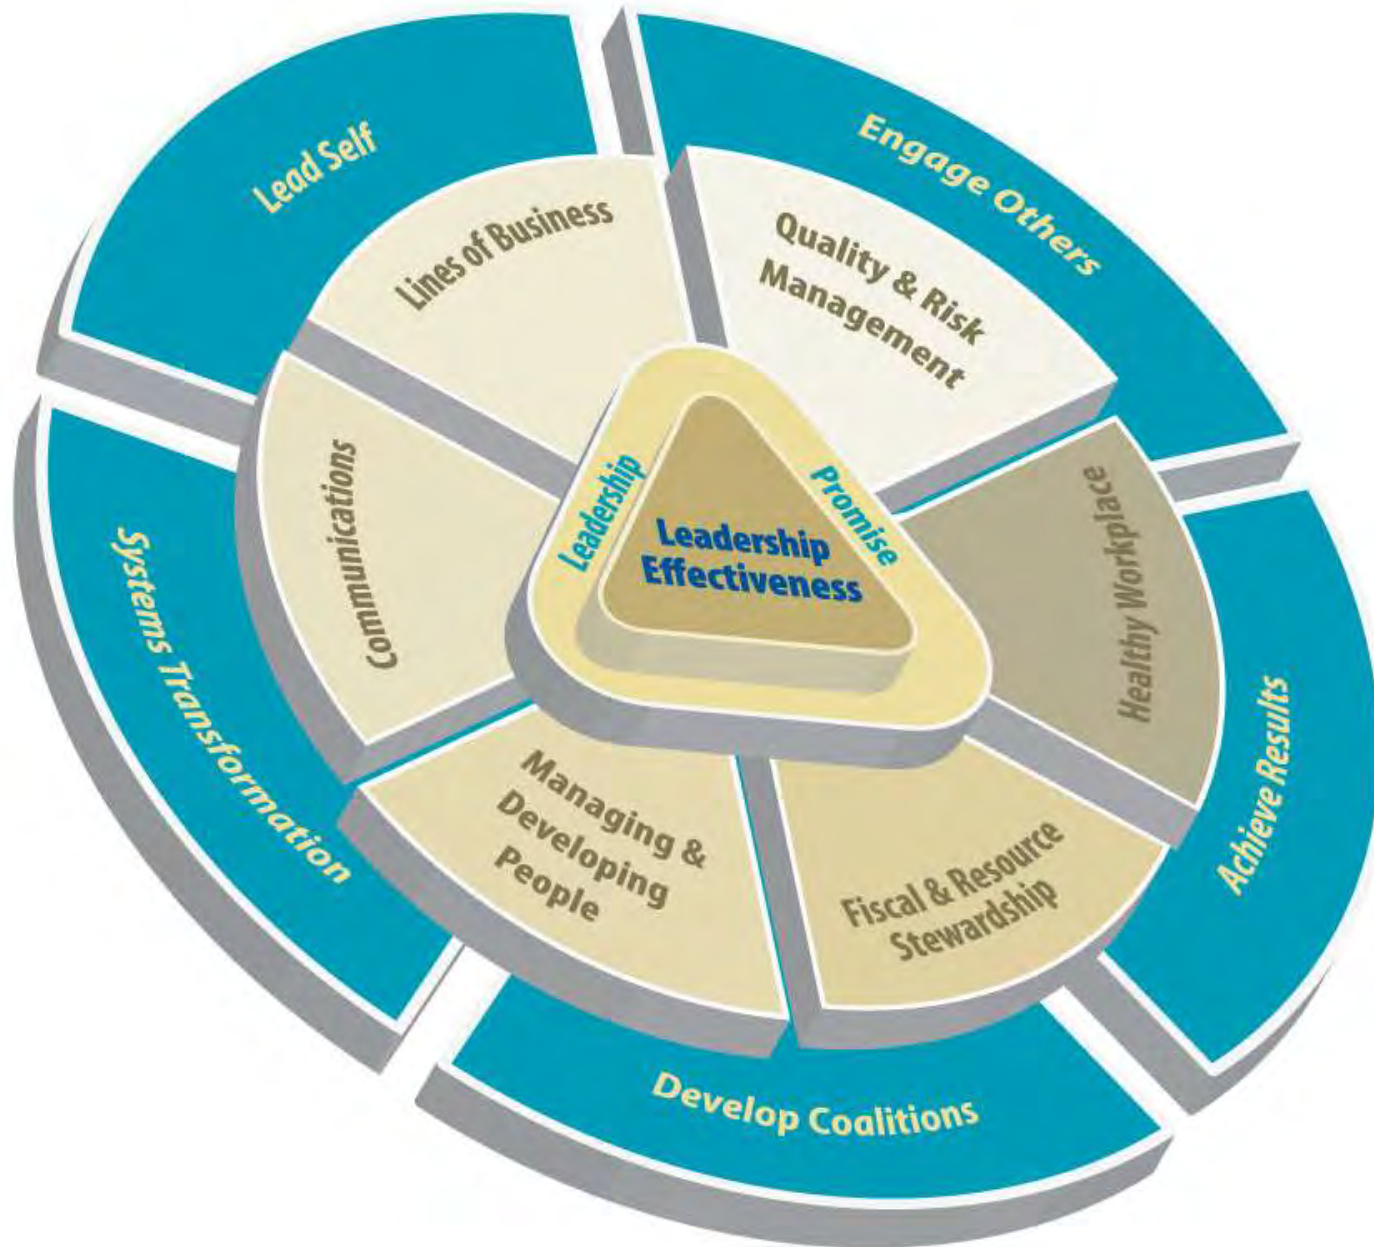 Lead Self
Engage Others
Lines of Business
Quality & Risk
Management
Communications
Leadership
Promise
Leadership
Effectiveness
Healthy Workplace
Systems Transformation
Managing &
Developing
People
Fiscal & Resource
Stewardship
Achieve Results
Develop Coalitions